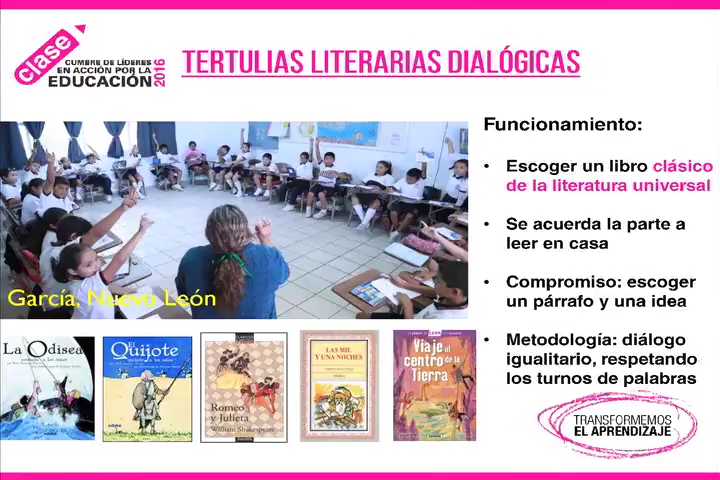 clase
CUMBRE DE LÍDERES
EN ACCIÓN POR LA
EDUCACIÓN
2016
TERTULIAS LITERARIAS DIALÓGICAS
García, Nuevo León
La Odisea
El
Quijote
Romeo
y Julieta
William Shakespeare
LAS MIL
Y UNA NOCHES
Viaje al
centro de la
Tierra
Funcionamiento:
• Escoger un libro clásico
de la literatura universal
• Se acuerda la parte a
leer en casa
• Compromiso: escoger
un párrafo y una idea
• Metodología: diálogo
igualitario, respetando
los turnos de palabras
TRANSFORMEMOS
EL APRENDIZAJE